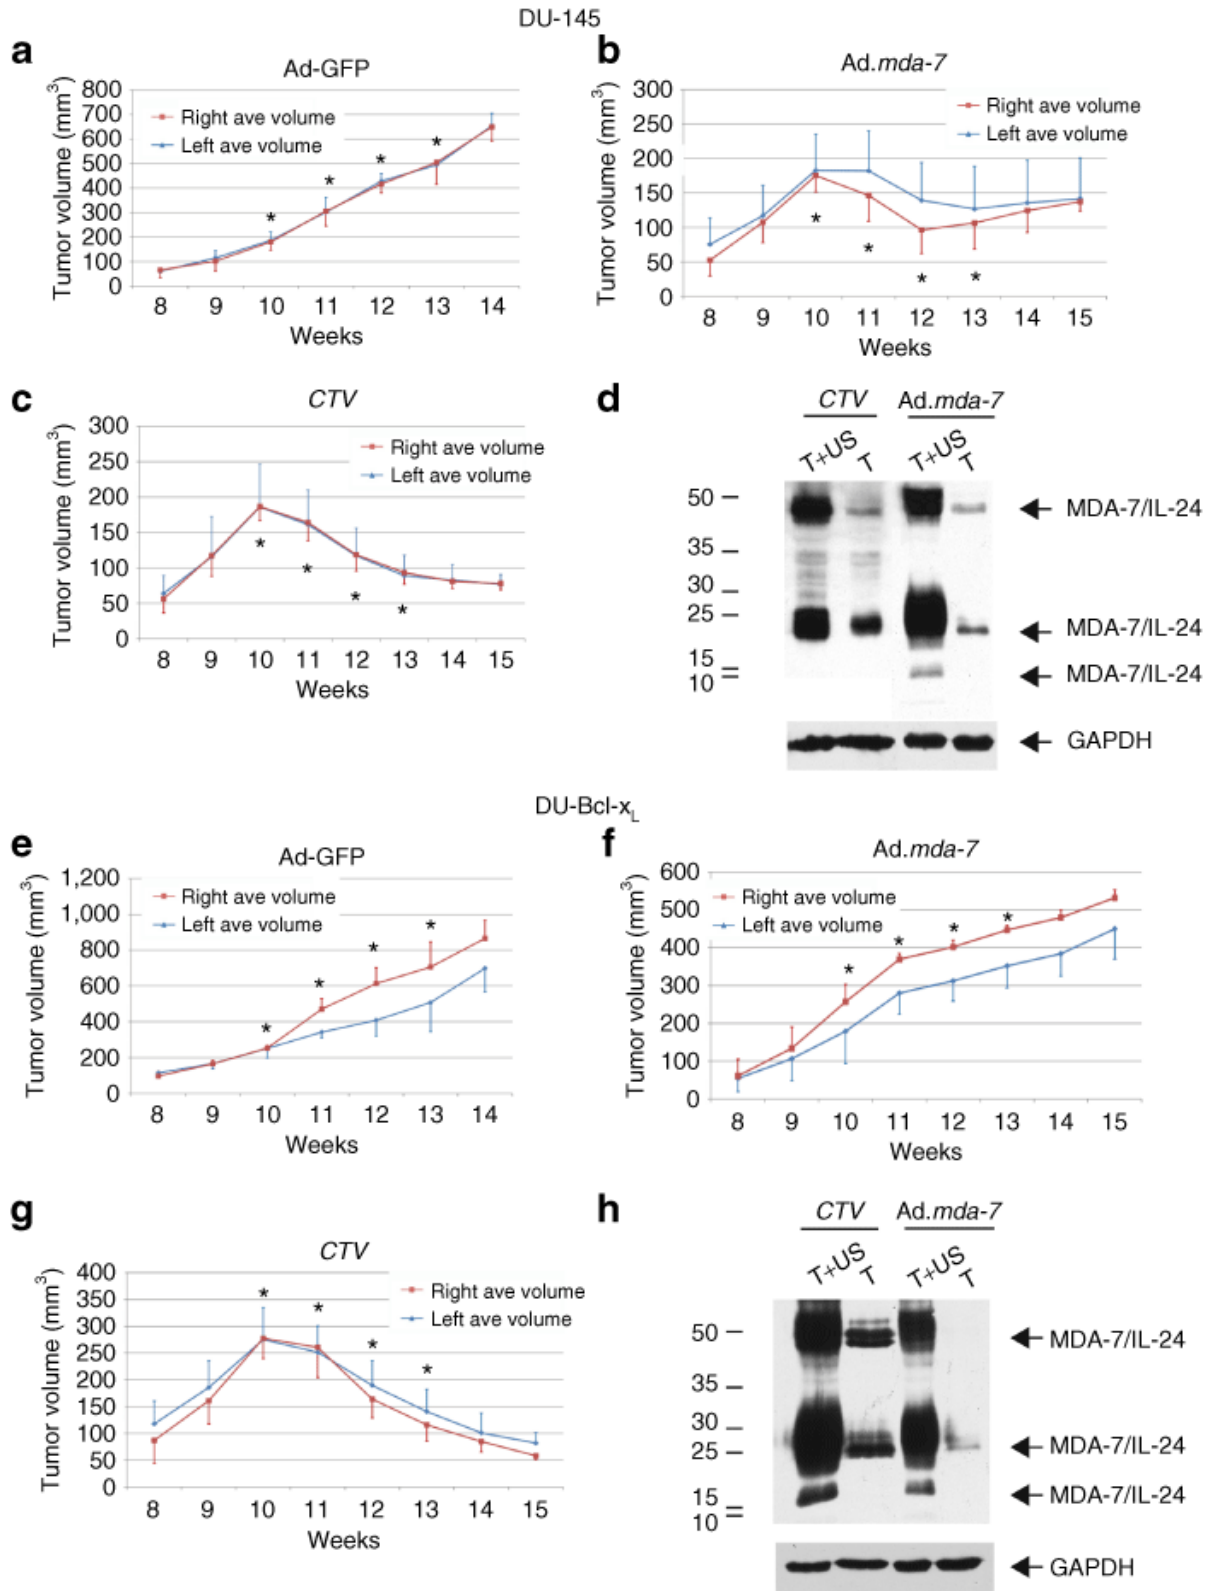 DU-145
a
Ad-GFP
Tumor volume (mm³)
800
700
600
500
400
300
200
100
0
Right ave volume
Left ave volume
* * * * *
8 9 10 11 12 13 14
Weeks
b
Ad.mda-7
Tumor volume (mm³)
300
250
200
150
100
50
0
Right ave volume
Left ave volume
* * * *
8 9 10 11 12 13 14 15
Weeks
c
CTV
Tumor volume (mm³)
300
250
200
150
100
50
0
Right ave volume
Left ave volume
* * * *
8 9 10 11 12 13 14 15
Weeks
d
CTV Ad.mda-7
T+US T T+US T
50
35
30
25
15
10
MDA-7/IL-24
MDA-7/IL-24
MDA-7/IL-24
GAPDH
DU-Bcl-xL
e
Ad-GFP
Tumor volume (mm³)
1,200
1,000
800
600
400
200
0
Right ave volume
Left ave volume
* * * *
8 9 10 11 12 13 14
Weeks
f
Ad.mda-7
Tumor volume (mm³)
600
500
400
300
200
100
0
Right ave volume
Left ave volume
* * * *
8 9 10 11 12 13 14 15
Weeks
g
CTV
Tumor volume (mm³)
400
350
300
250
200
150
100
50
0
Right ave volume
Left ave volume
* * * *
8 9 10 11 12 13 14 15
Weeks
h
CTV Ad.mda-7
T+US T T+US T
50
35
30
25
15
10
MDA-7/IL-24
MDA-7/IL-24
MDA-7/IL-24
GAPDH